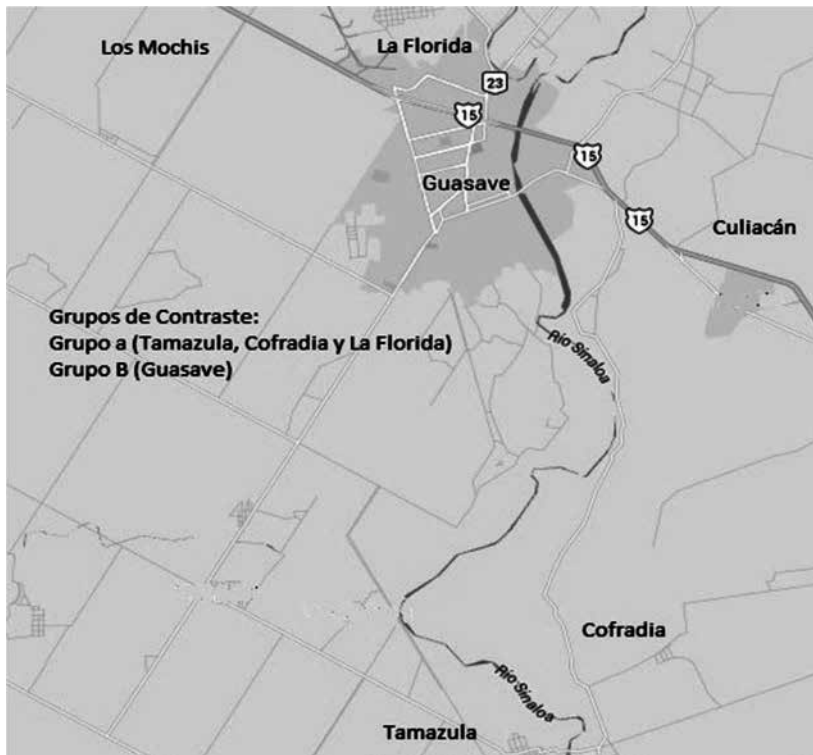 Los Mochis
La Florida
23
15
15
Guasave
15
Culiacán
Grupos de Contraste:
Grupo a (Tamazula, Cofradia y La Florida)
Grupo B (Guasave)
Río Sinaloa
Cofradia
Río Sinaloa
Tamazula